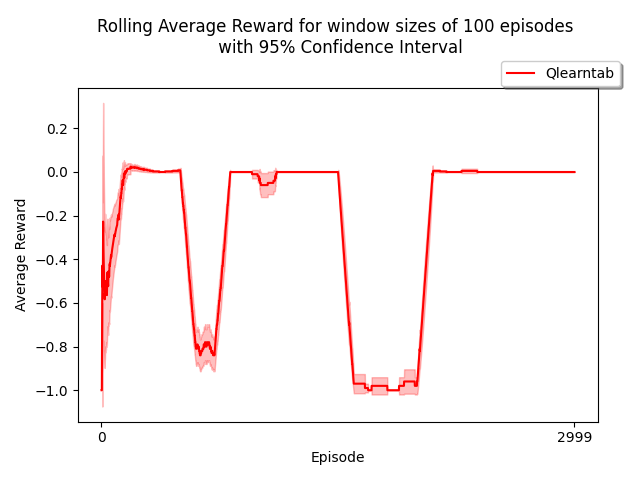 Rolling Average Reward for window sizes of 100 episodes
with 95% Confidence Interval
Qlearntab
0.2
0.0
−0.2
−0.4
−0.6
−0.8
−1.0
Average Reward
0
2999
Episode